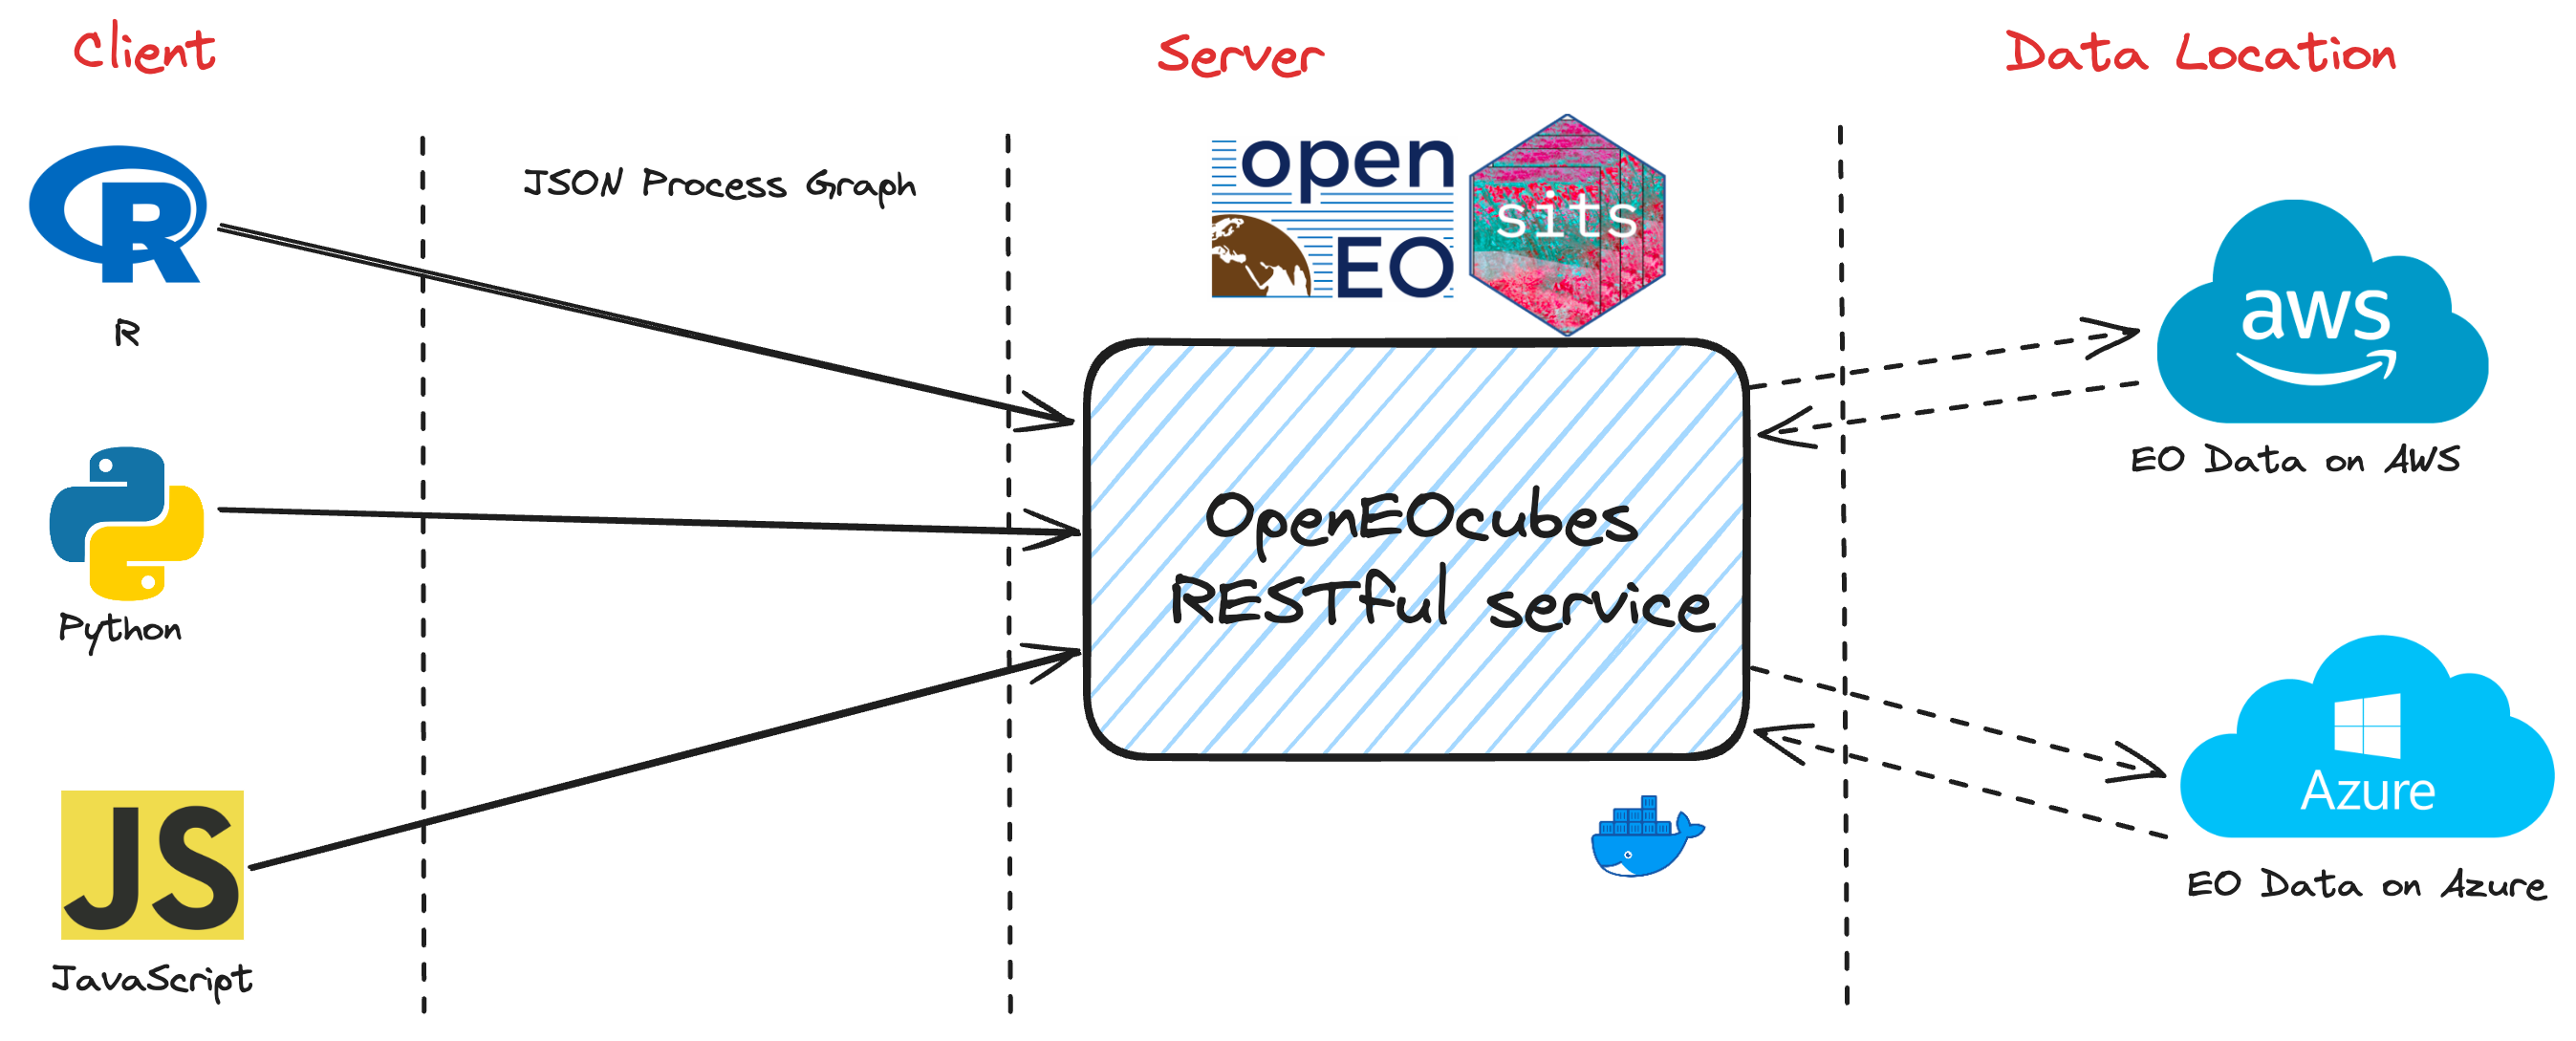 Client
Server
Data Location
JSON Process Graph
open
EO
sits
R
R
aws
EO Data on AWS
OpenEOcubes
RESTful service
Python
Azure
EO Data on Azure
JS
JavaScript